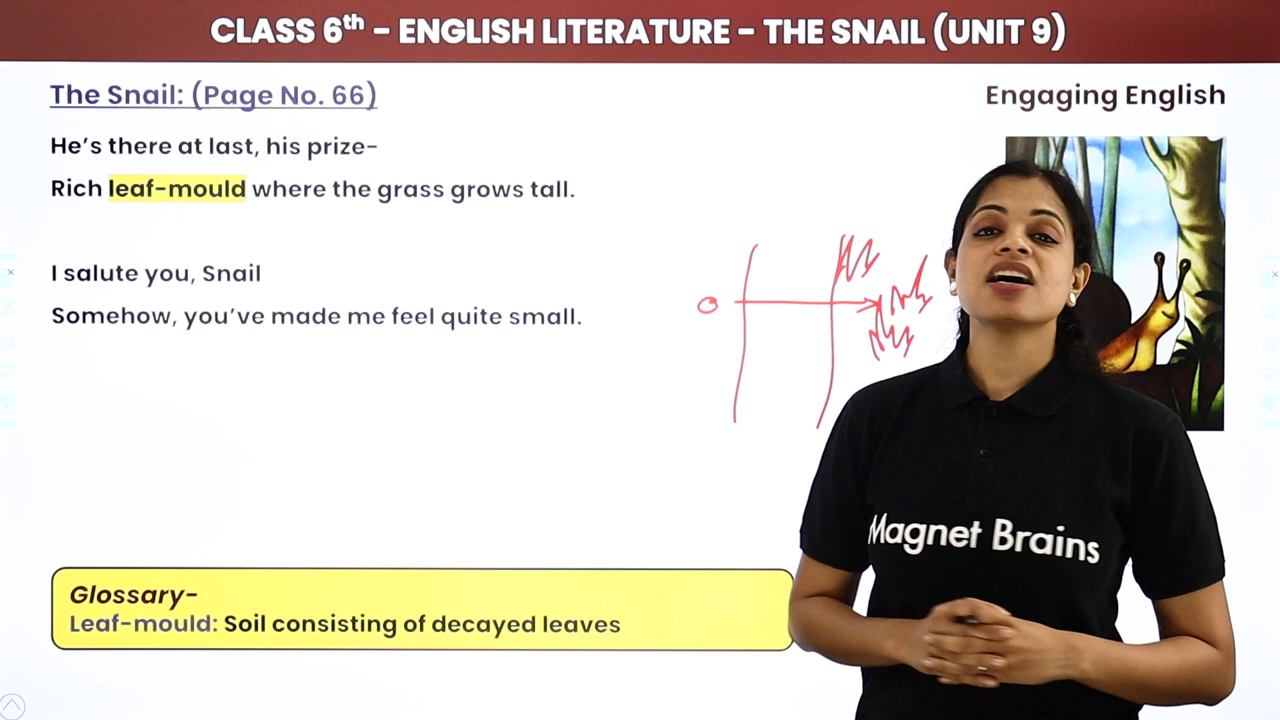 CLASS 6th – ENGLISH LITERATURE – THE SNAIL (UNIT 9)
The Snail: (Page No. 66)
Engaging English
He’s there at last, his prize-
Rich leaf-mould where the grass grows tall.
I salute you, Snail
Somehow, you’ve made me feel quite small.
Magnet Brains
Glossary-
Leaf-mould: Soil consisting of decayed leaves